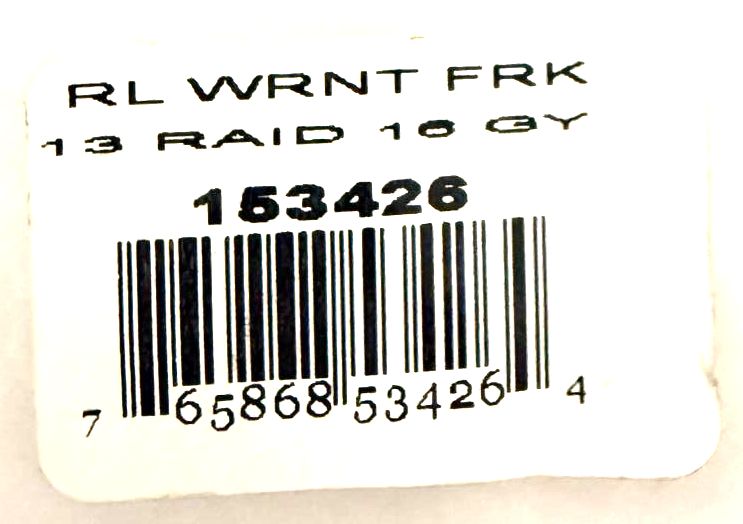 RL WRNT FRK
13 RAID 16 GY
153426
7 65868 53426 4